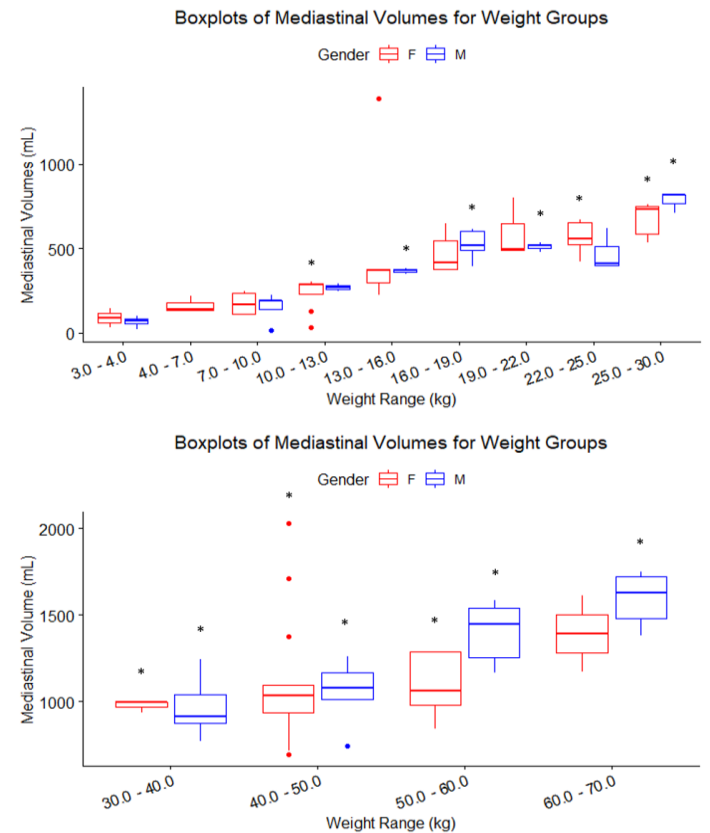 Boxplots of Mediastinal Volumes for Weight Groups
Gender F M
Mediastinal Volumes (mL)
1000
*
*
*
*
*
*
*
500
0
3.0 - 4.0 4.0 - 7.0 7.0 - 10.0 10.0 - 13.0 13.0 - 16.0 16.0 - 19.0 19.0 - 22.0 22.0 - 25.0 25.0 - 30.0
Weight Range (kg)
Boxplots of Mediastinal Volumes for Weight Groups
Gender F M
*
Mediastinal Volume (mL)
2000
*
*
1500
*
*
*
*
1000
30.0 - 40.0 40.0 - 50.0 50.0 - 60.0 60.0 - 70.0
Weight Range (kg)